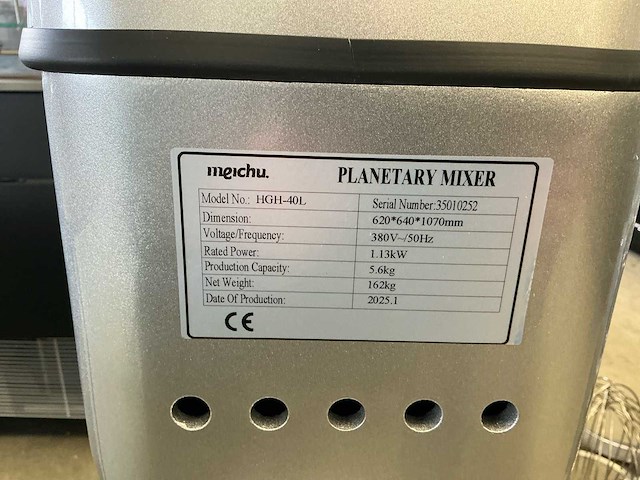 meichu. PLANETARY MIXER
Model No.: HGH-40L Serial Number:35010252
Dimension: 620*640*1070mm
Voltage/Frequency: 380V~/50Hz
Rated Power: 1.13kW
Production Capacity: 5.6kg
Net Weight: 162kg
Date Of Production: 2025.1
CE